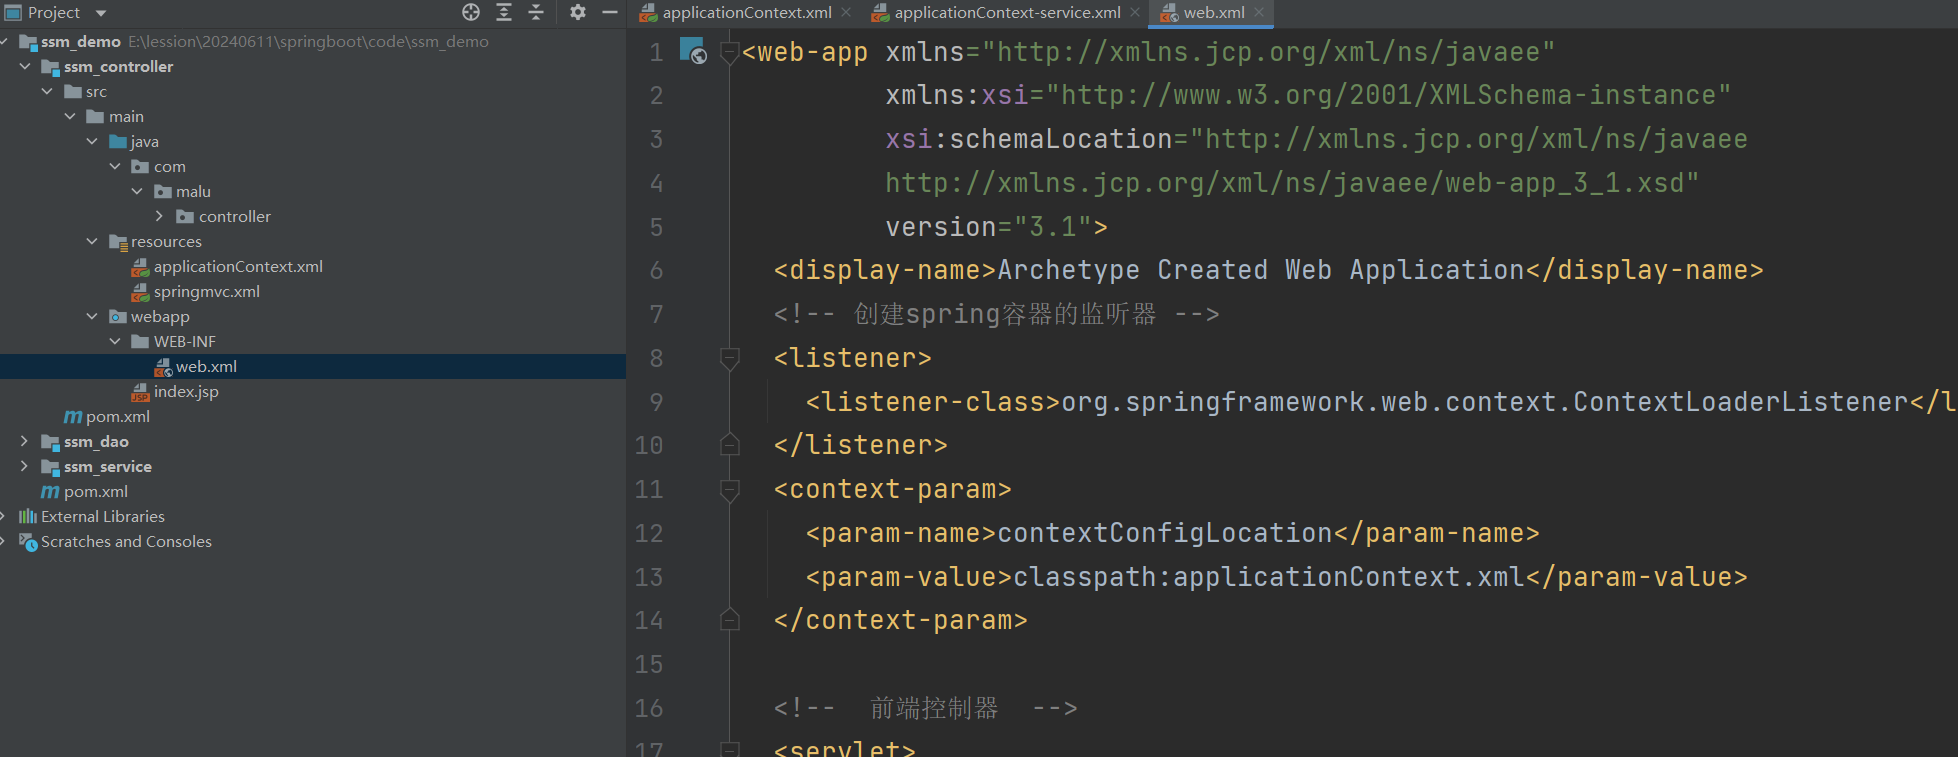 Project
ssm_demo E:\lession\20240611\springboot\code\ssm_demo
ssm_controller
src
main
java
com
malu
controller
resources
applicationContext.xml
springmvc.xml
webapp
WEB-INF
web.xml
index.jsp
pom.xml
ssm_dao
ssm_service
pom.xml
External Libraries
Scratches and Consoles
applicationContext.xml applicationContext-service.xml web.xml
1 <web-app xmlns="http://xmlns.jcp.org/xml/ns/javaee"
2 xmlns:xsi="http://www.w3.org/2001/XMLSchema-instance"
3 xsi:schemaLocation="http://xmlns.jcp.org/xml/ns/javaee
4 http://xmlns.jcp.org/xml/ns/javaee/web-app_3_1.xsd"
5 version="3.1">
6 <display-name>Archetype Created Web Application</display-name>
7 <!-- 创建spring容器的监听器 -->
8 <listener>
9 <listener-class>org.springframework.web.context.ContextLoaderListener</l
10 </listener>
11 <context-param>
12 <param-name>contextConfigLocation</param-name>
13 <param-value>classpath:applicationContext.xml</param-value>
14 </context-param>
15
16 <!-- 前端控制器 -->
17 <servlet>